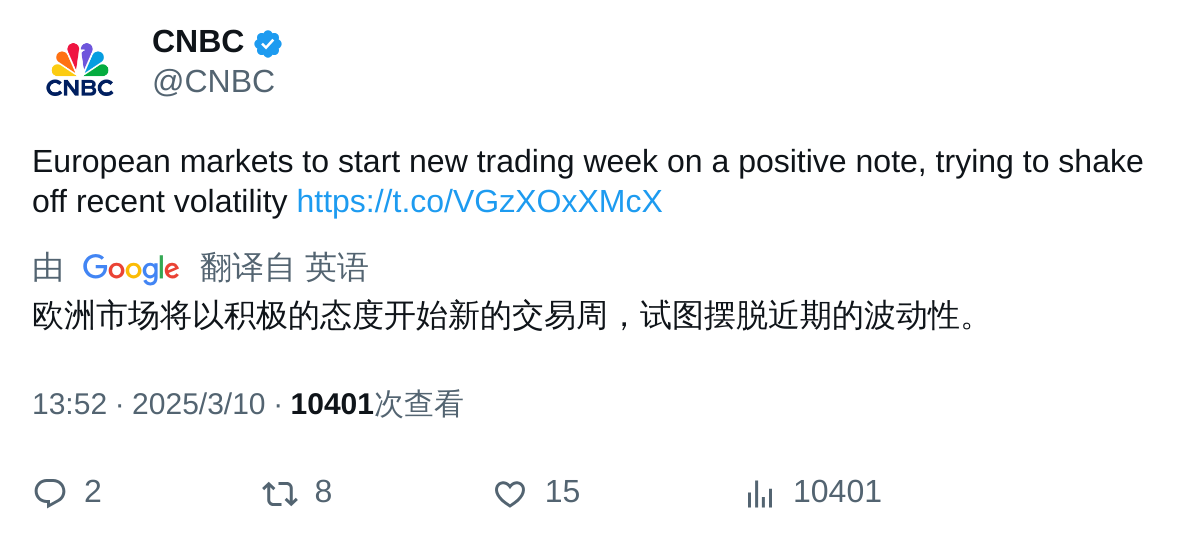 CNBC
CNBC
@CNBC
European markets to start new trading week on a positive note, trying to shake
off recent volatility https://t.co/VGzXOxXMcX
由 Google 翻译自 英语
欧洲市场将以积极的态度开始新的交易周，试图摆脱近期的波动性。
13:52 · 2025/3/10 · 10401次查看
2 8 15 10401